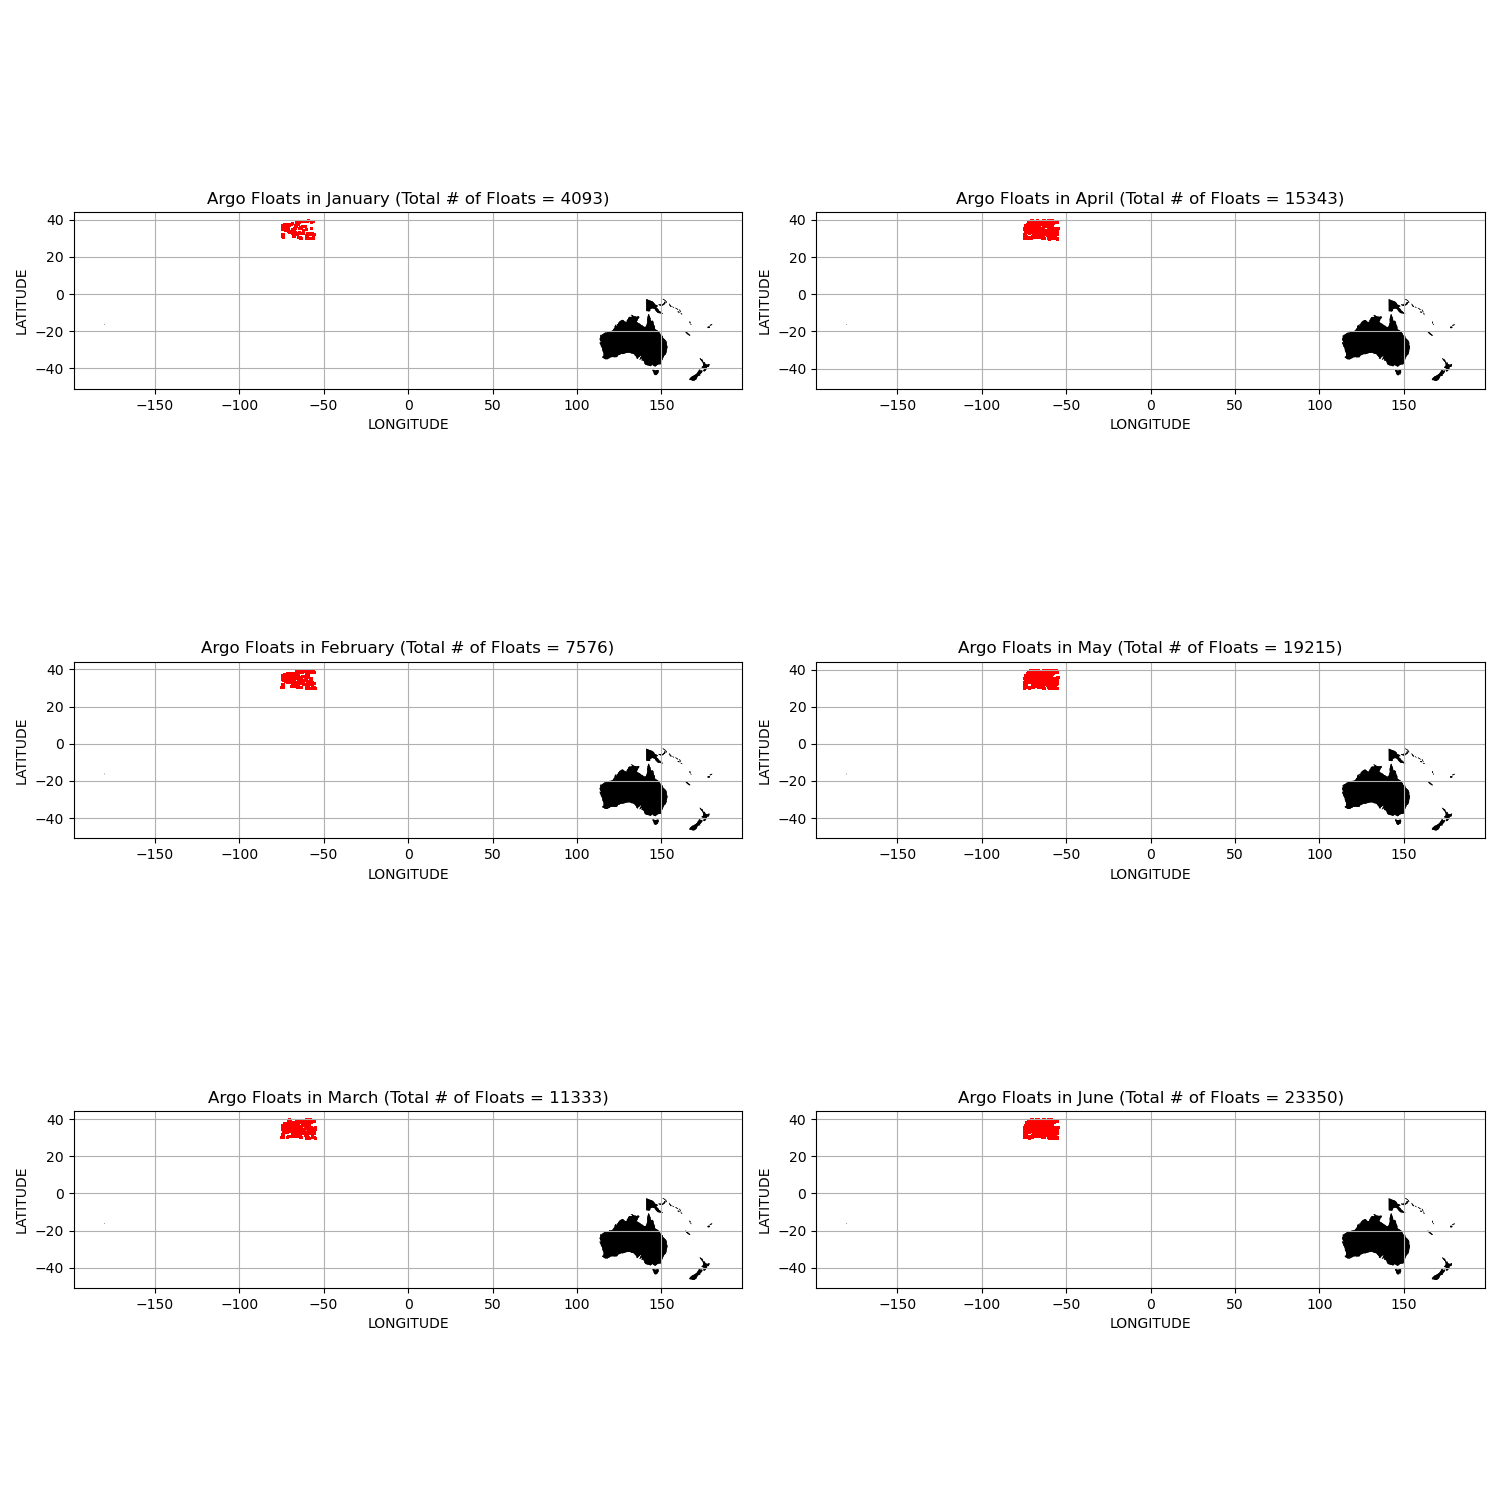 Argo Floats in January (Total # of Floats = 4093)
40
20
0
−20
−40
LATITUDE
−150 −100 −50 0 50 100 150
LONGITUDE
Argo Floats in April (Total # of Floats = 15343)
40
20
0
−20
−40
LATITUDE
−150 −100 −50 0 50 100 150
LONGITUDE
Argo Floats in February (Total # of Floats = 7576)
40
20
0
−20
−40
LATITUDE
−150 −100 −50 0 50 100 150
LONGITUDE
Argo Floats in May (Total # of Floats = 19215)
40
20
0
−20
−40
LATITUDE
−150 −100 −50 0 50 100 150
LONGITUDE
Argo Floats in March (Total # of Floats = 11333)
40
20
0
−20
−40
LATITUDE
−150 −100 −50 0 50 100 150
LONGITUDE
Argo Floats in June (Total # of Floats = 23350)
40
20
0
−20
−40
LATITUDE
−150 −100 −50 0 50 100 150
LONGITUDE